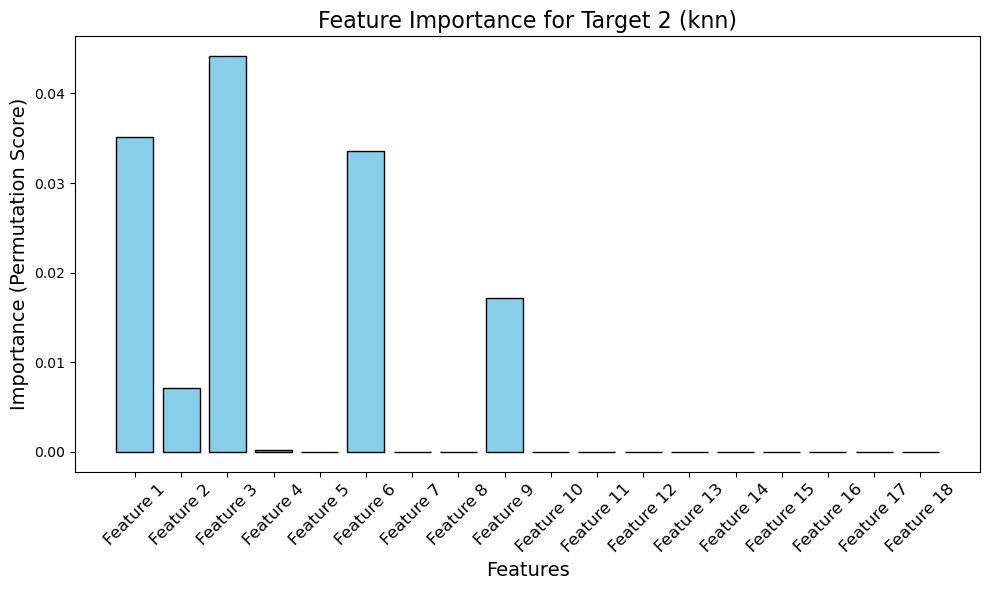 Feature Importance for Target 2 (knn)
Importance (Permutation Score)
0.04
0.03
0.02
0.01
0.00
Feature 1
Feature 2
Feature 3
Feature 4
Feature 5
Feature 6
Feature 7
Feature 8
Feature 9
Feature 10
Feature 11
Feature 12
Feature 13
Feature 14
Feature 15
Feature 16
Feature 17
Feature 18
Features